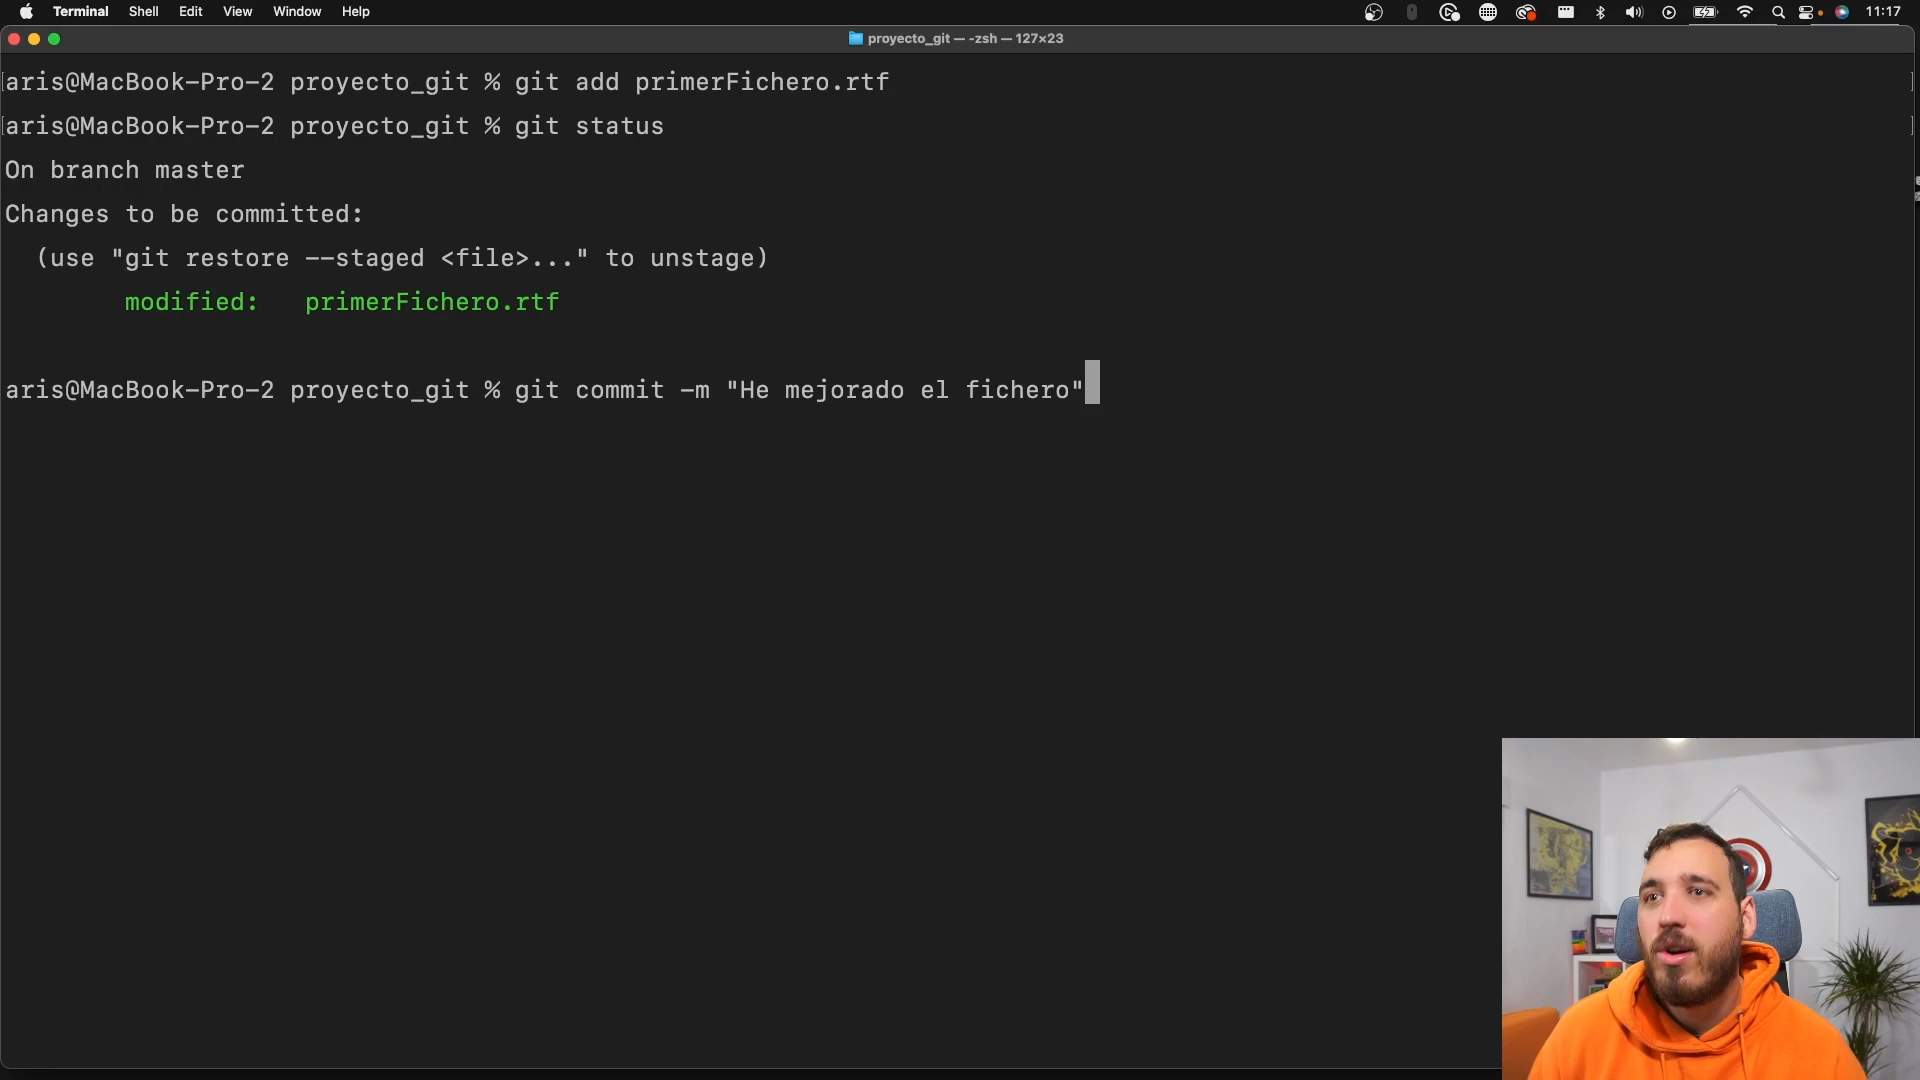 Terminal Shell Edit View Window Help 11:17
proyecto_git — -zsh — 127×23
aris@MacBook-Pro-2 proyecto_git % git add primerFichero.rtf
aris@MacBook-Pro-2 proyecto_git % git status
On branch master
Changes to be committed:
(use "git restore --staged <file>..." to unstage)
modified: primerFichero.rtf
aris@MacBook-Pro-2 proyecto_git % git commit -m "He mejorado el fichero"